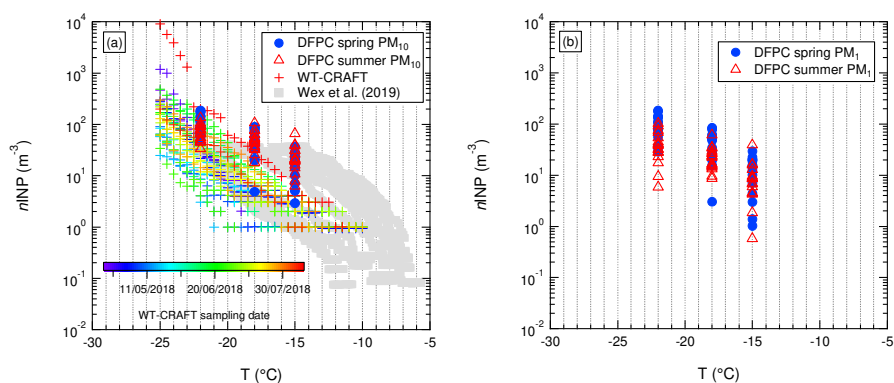 (a)
DFPC spring PM₁₀
DFPC summer PM₁₀
WT-CRAFT
Wex et al. (2019)
nINP (m⁻³)
10⁴
10³
10²
10¹
10⁰
10⁻¹
10⁻²
11/05/2018 20/06/2018 30/07/2018
WT-CRAFT sampling date
-30 -25 -20 -15 -10 -5
T (°C)
(b)
DFPC spring PM₁
DFPC summer PM₁
nINP (m⁻³)
10⁴
10³
10²
10¹
10⁰
10⁻¹
10⁻²
-30 -25 -20 -15 -10 -5
T (°C)